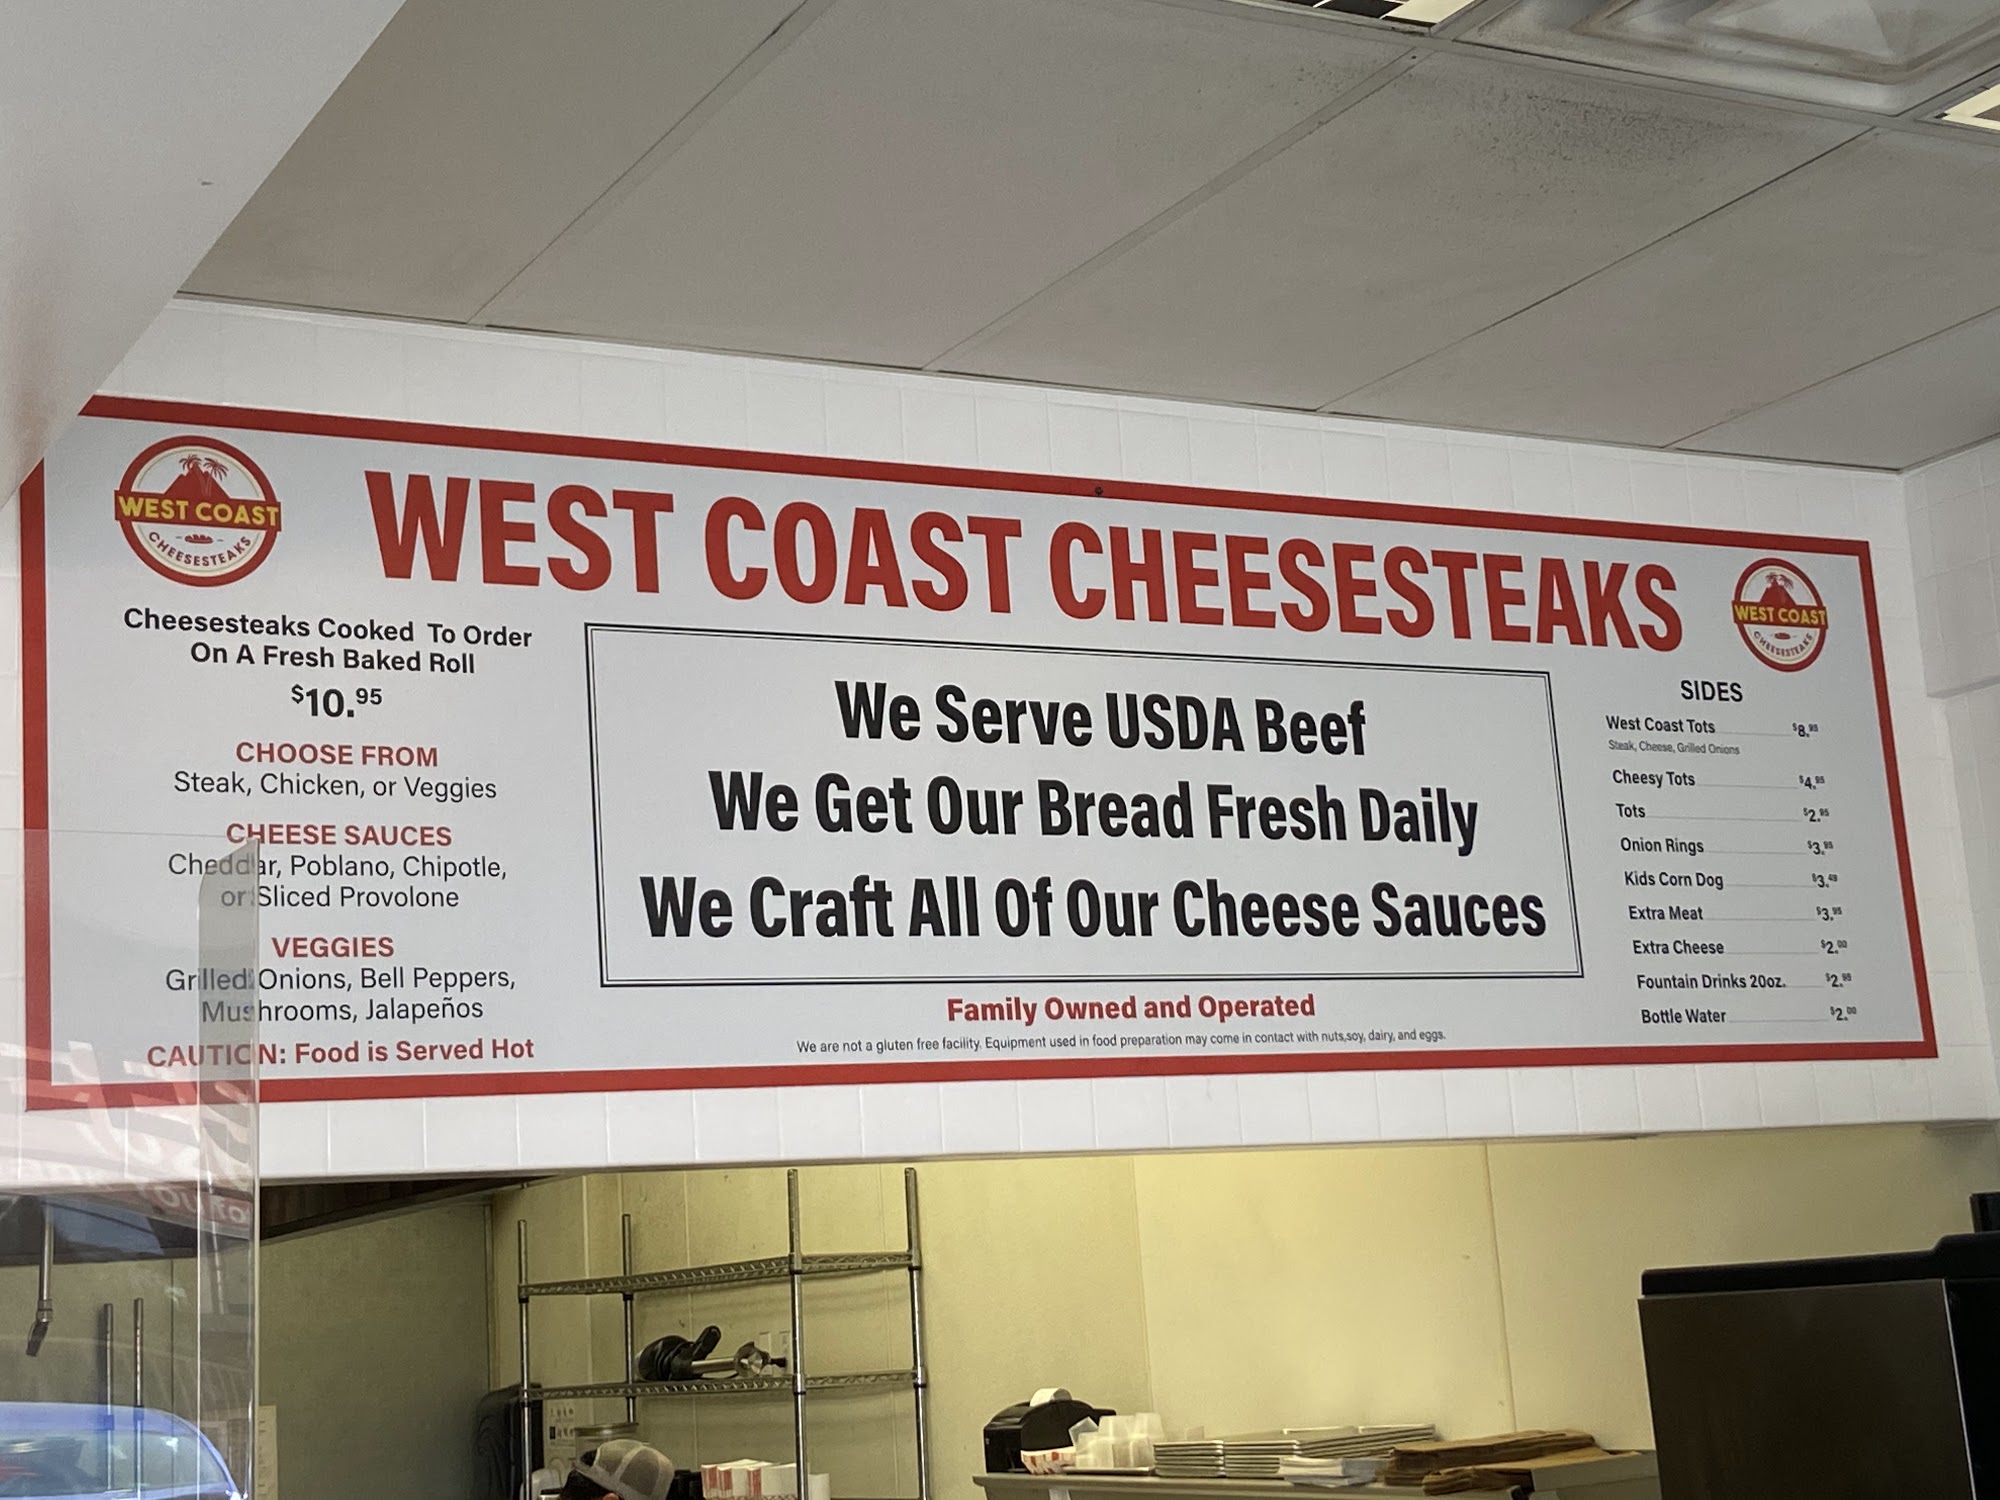 WEST COAST
CHEESESTEAKS
WEST COAST CHEESESTEAKS
WEST COAST
CHEESESTEAKS
Cheesesteaks Cooked To Order
On A Fresh Baked Roll
$10.95
CHOOSE FROM
Steak, Chicken, or Veggies
CHEESE SAUCES
Cheddar, Poblano, Chipotle,
or Sliced Provolone
VEGGIES
Grilled Onions, Bell Peppers,
Mushrooms, Jalapeños
CAUTION: Food is Served Hot
We Serve USDA Beef
We Get Our Bread Fresh Daily
We Craft All Of Our Cheese Sauces
Family Owned and Operated
We are not a gluten free facility. Equipment used in food preparation may come in contact with nuts,soy, dairy, and eggs.
SIDES
West Coast Tots $8.95
Steak, Cheese, Grilled Onions
Cheesy Tots $4.95
Tots $2.95
Onion Rings $3.95
Kids Corn Dog $3.49
Extra Meat $3.95
Extra Cheese $2.00
Fountain Drinks 20oz. $2.95
Bottle Water $2.00